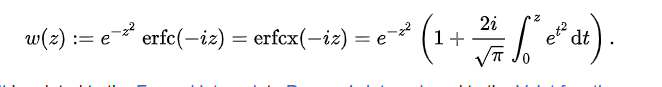 w(z) := e^{-z^2} erfc(-iz) = erfcx(-iz) = e^{-z^2} ( 1 + \frac{2i}{\sqrt{\pi}} \int_0^z e^{t^2} dt ) .